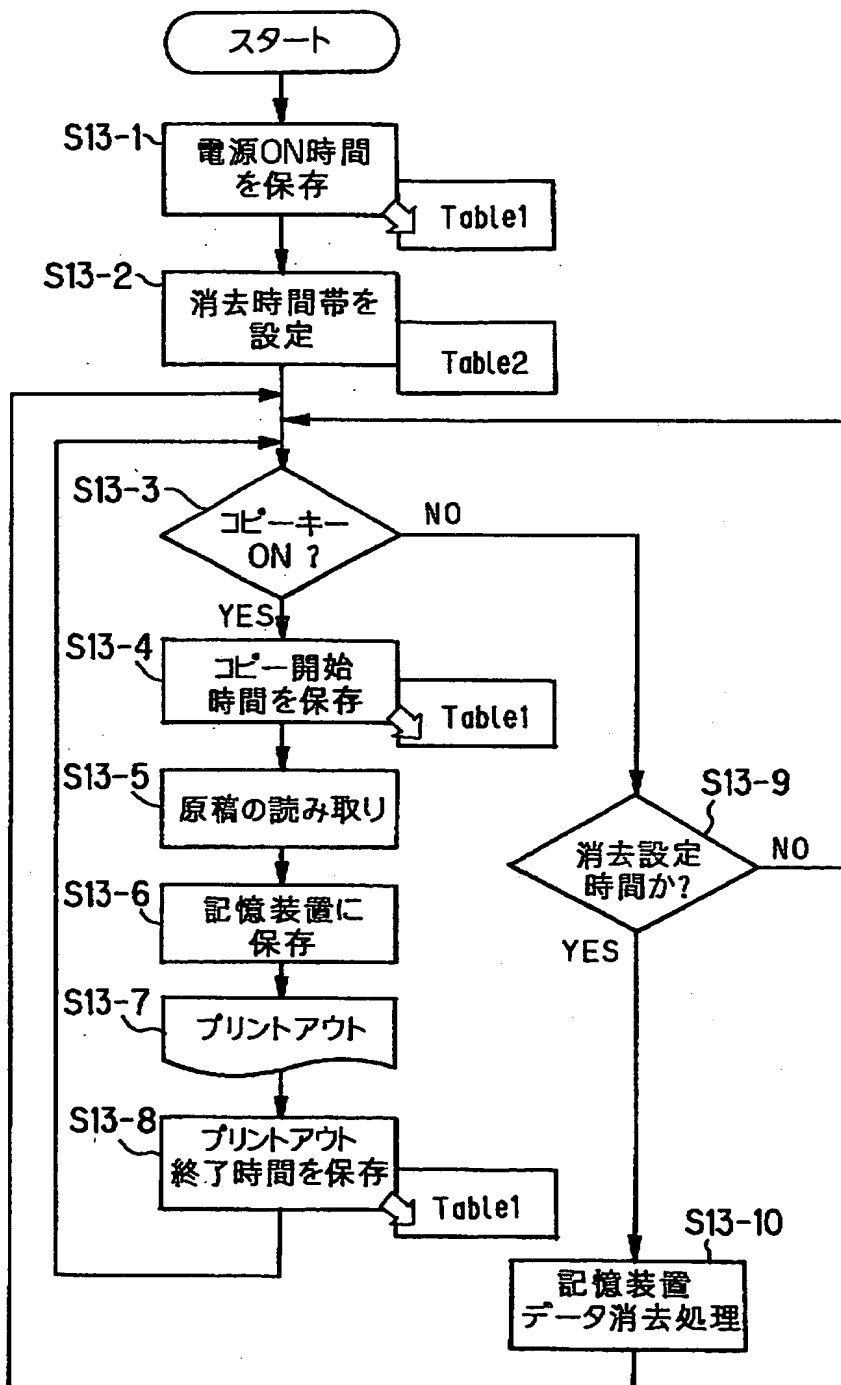 スタート
S13-1
電源ON時間
を保存
Table1
S13-2
消去時間帯を
設定
Table2
S13-3
コピーキー
ON ?
NO
YES
S13-4
コピー開始
時間を保存
Table1
S13-5
原稿の読み取り
S13-9
消去設定
時間か?
NO
YES
S13-6
記憶装置に
保存
S13-7
プリントアウト
S13-8
プリントアウト
終了時間を保存
Table1
S13-10
記憶装置
データ消去処理